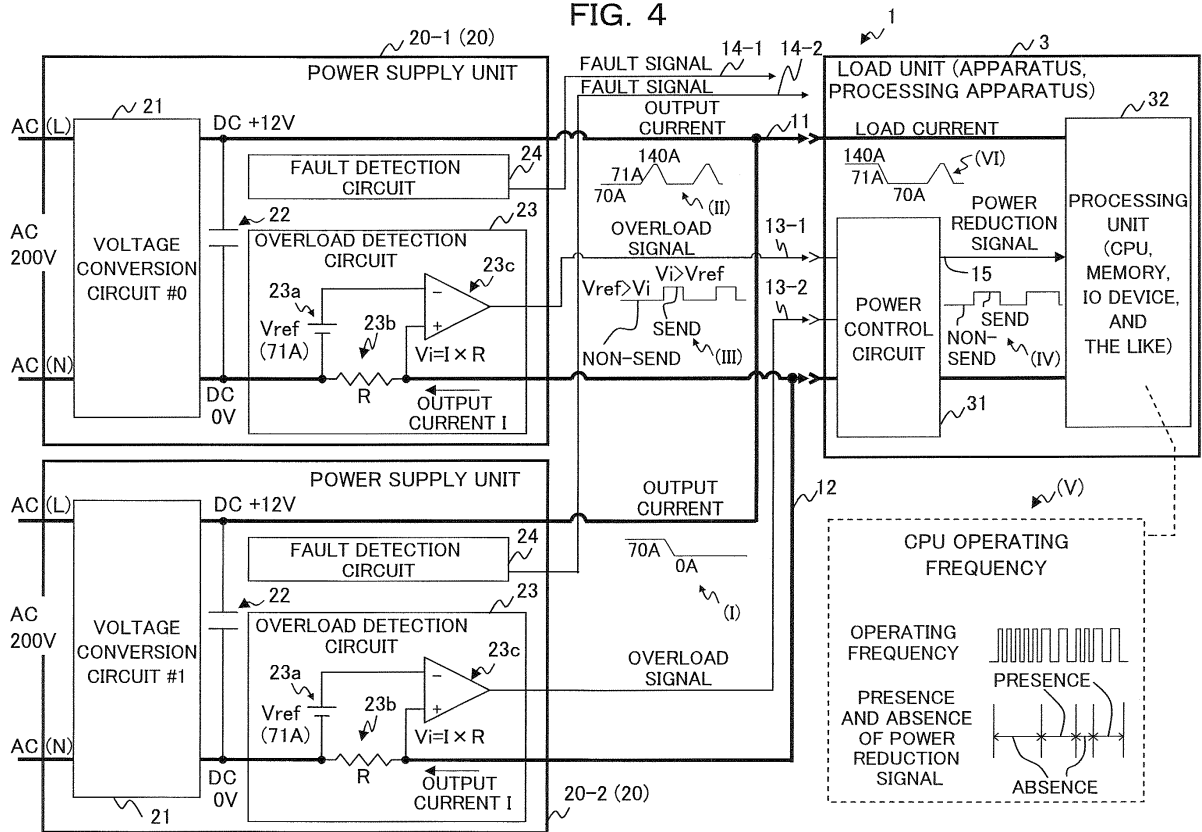 FIG. 4
1
20-1 (20)
POWER SUPPLY UNIT
21
AC (L)
DC +12V
FAULT DETECTION
CIRCUIT
24
22
AC
200V
VOLTAGE
CONVERSION
CIRCUIT #0
23
OVERLOAD DETECTION
CIRCUIT
23a
23b
23c
−
+
Vref
(71A)
Vi=I×R
R
AC (N)
DC
0V
OUTPUT
CURRENT I
14-1
14-2
FAULT SIGNAL
FAULT SIGNAL
OUTPUT
CURRENT
11
140A
71A
70A
(II)
OVERLOAD
SIGNAL
13-1
13-2
Vref>Vi
Vi>Vref
SEND
NON-SEND
(III)
3
LOAD UNIT (APPARATUS,
PROCESSING APPARATUS)
32
LOAD CURRENT
140A
71A
70A
(VI)
POWER
REDUCTION
SIGNAL
15
POWER
CONTROL
CIRCUIT
SEND
NON-
SEND
(IV)
31
PROCESSING
UNIT
(CPU,
MEMORY,
IO DEVICE,
AND
THE LIKE)
POWER SUPPLY UNIT
AC (L)
DC +12V
FAULT DETECTION
CIRCUIT
24
22
AC
200V
VOLTAGE
CONVERSION
CIRCUIT #1
23
OVERLOAD DETECTION
CIRCUIT
23a
23b
23c
−
+
Vref
(71A)
Vi=I×R
R
AC (N)
DC
0V
OUTPUT
CURRENT I
21
20-2 (20)
OUTPUT
CURRENT
12
70A
0A
(I)
OVERLOAD
SIGNAL
(V)
CPU OPERATING
FREQUENCY
OPERATING
FREQUENCY
PRESENCE
PRESENCE
AND ABSENCE
OF POWER
REDUCTION
SIGNAL
ABSENCE